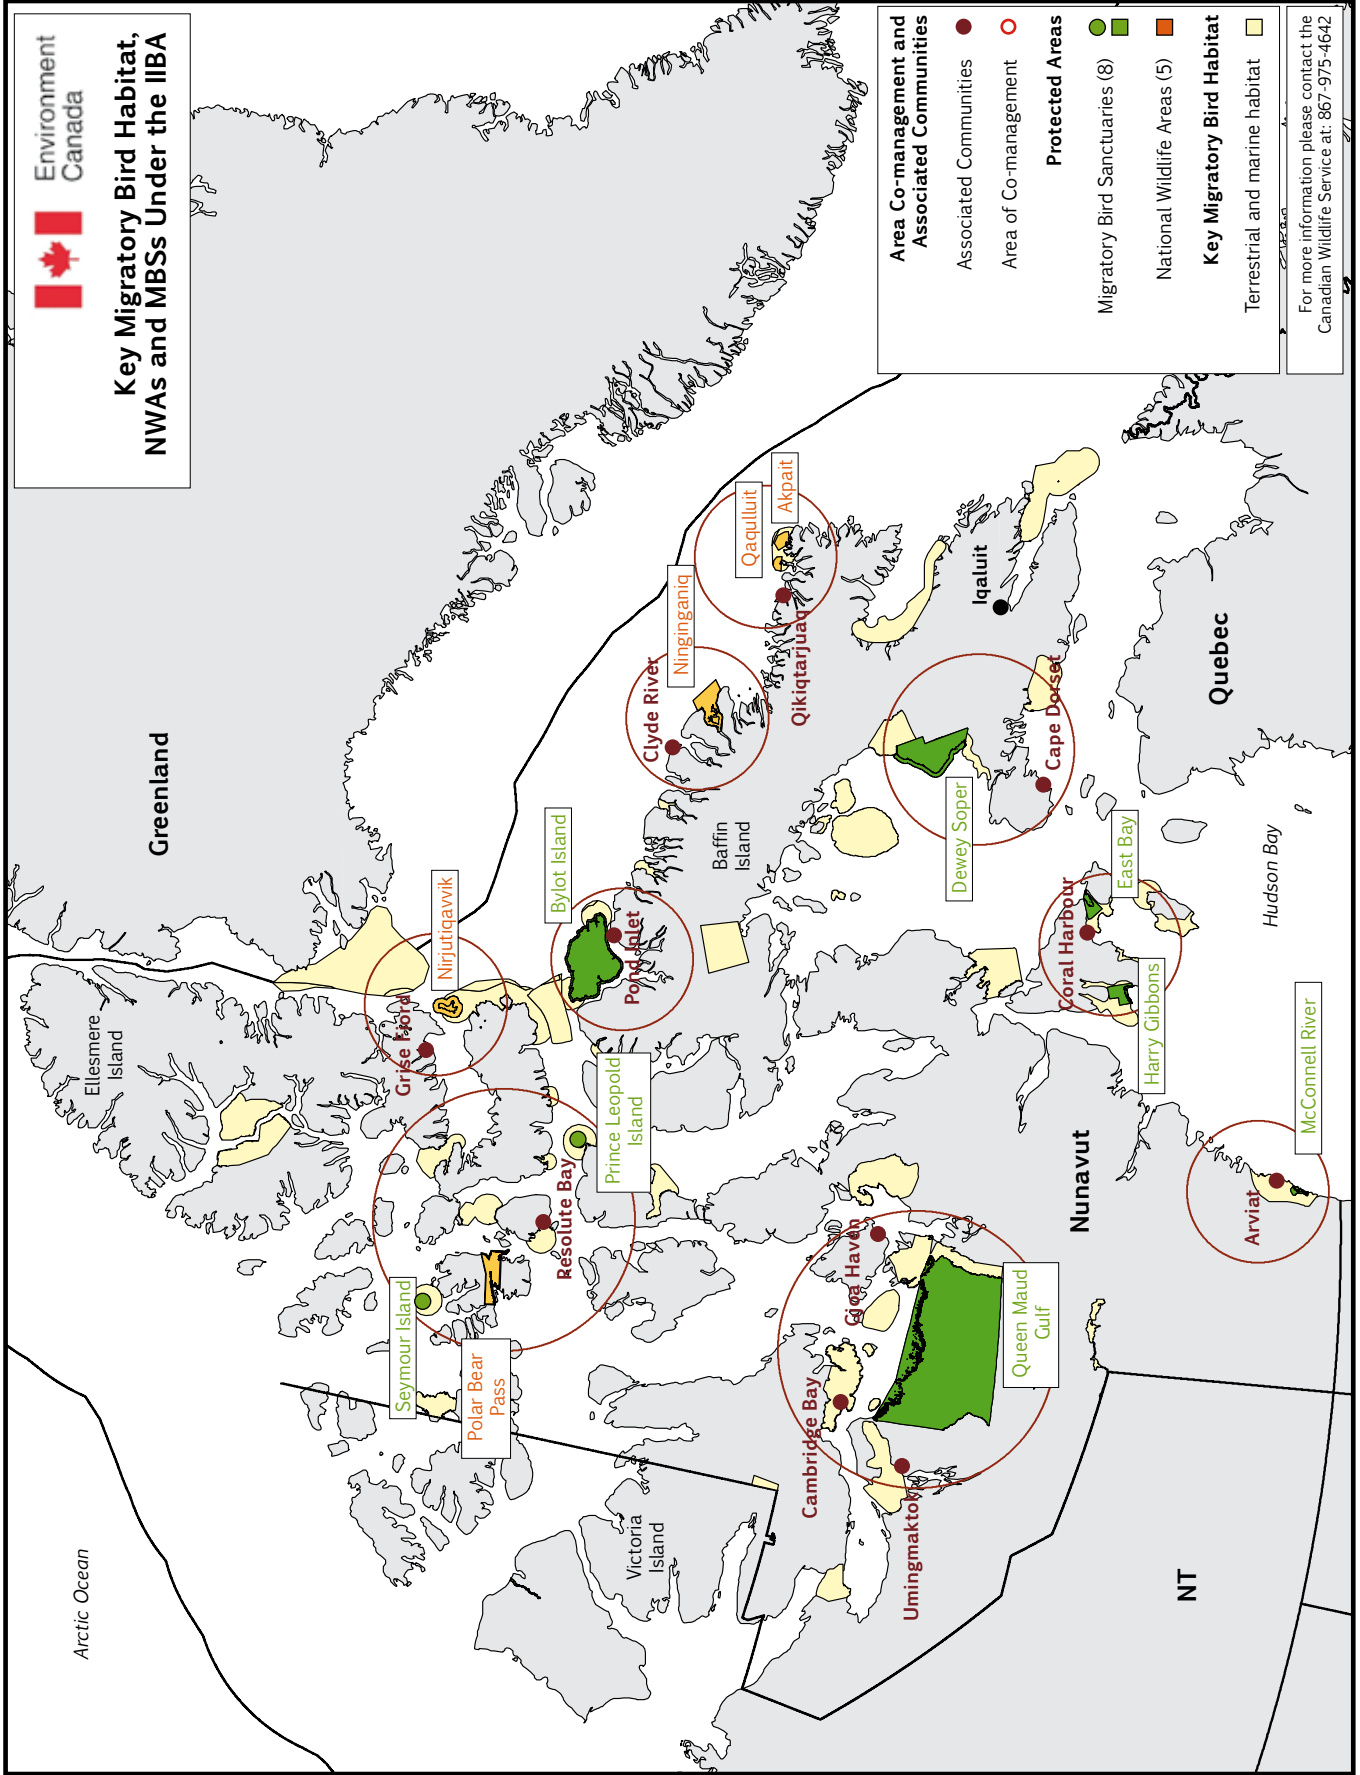 Environment
Canada
Key Migratory Bird Habitat,
NWAs and MBSs Under the IIBA
Arctic Ocean
Ellesmere
Island
Greenland
Grise Fjord
Nirjutiqavvik
Seymour Island
Polar Bear
Pass
Resolute Bay
Prince Leopold
Island
Bylot Island
Pond Inlet
Clyde River
Ninginganiq
Qaqulluit
Akpait
Qikiqtarjuaq
Baffin
Island
Victoria
Island
Cambridge Bay
Gjoa Haven
Umingmaktok
Queen Maud
Gulf
Dewey Soper
Cape Dorset
Iqaluit
Coral Harbour
East Bay
Harry Gibbons
Nunavut
Arviat
McConnell River
Hudson Bay
Quebec
NT
Area Co-management and
Associated Communities
Associated Communities
Area of Co-management
Protected Areas
Migratory Bird Sanctuaries (8)
National Wildlife Areas (5)
Key Migratory Bird Habitat
Terrestrial and marine habitat
For more information please contact the
Canadian Wildlife Service at: 867-975-4642